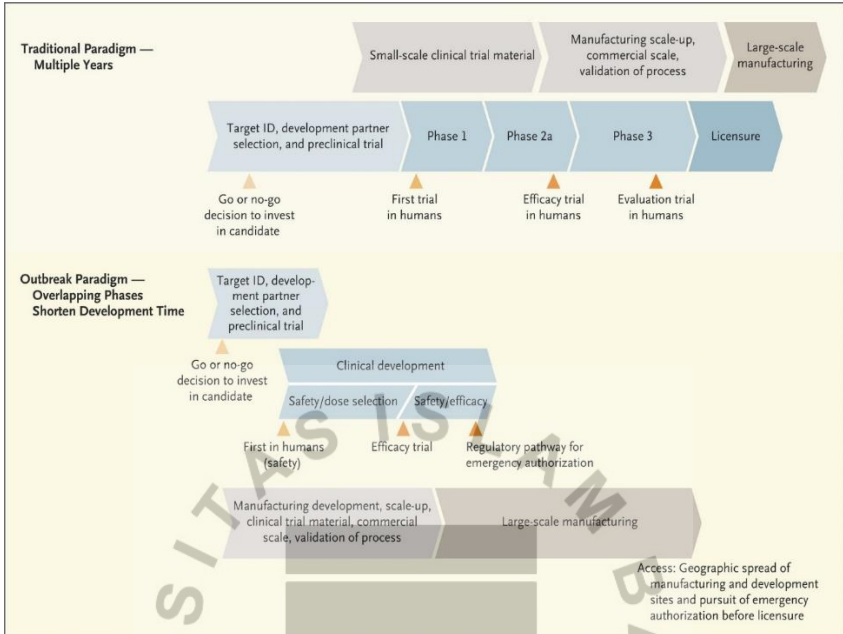 Traditional Paradigm —
Multiple Years
Small-scale clinical trial material
Manufacturing scale-up,
commercial scale,
validation of process
Large-scale
manufacturing
Target ID, development partner
selection, and preclinical trial
Phase 1
Phase 2a
Phase 3
Licensure
Go or no-go
decision to invest
in candidate
First trial
in humans
Efficacy trial
in humans
Evaluation trial
in humans
Outbreak Paradigm —
Overlapping Phases
Shorten Development Time
Target ID, develop-
ment partner
selection, and
preclinical trial
Go or no-go
decision to invest
in candidate
Clinical development
Safety/dose selection
Safety/efficacy
First in humans
(safety)
Efficacy trial
Regulatory pathway for
emergency authorization
Manufacturing development, scale-up,
clinical trial material, commercial
scale, validation of process
Large-scale manufacturing
Access: Geographic spread of
manufacturing and development
sites and pursuit of emergency
authorization before licensure
SITAS ISLAM B